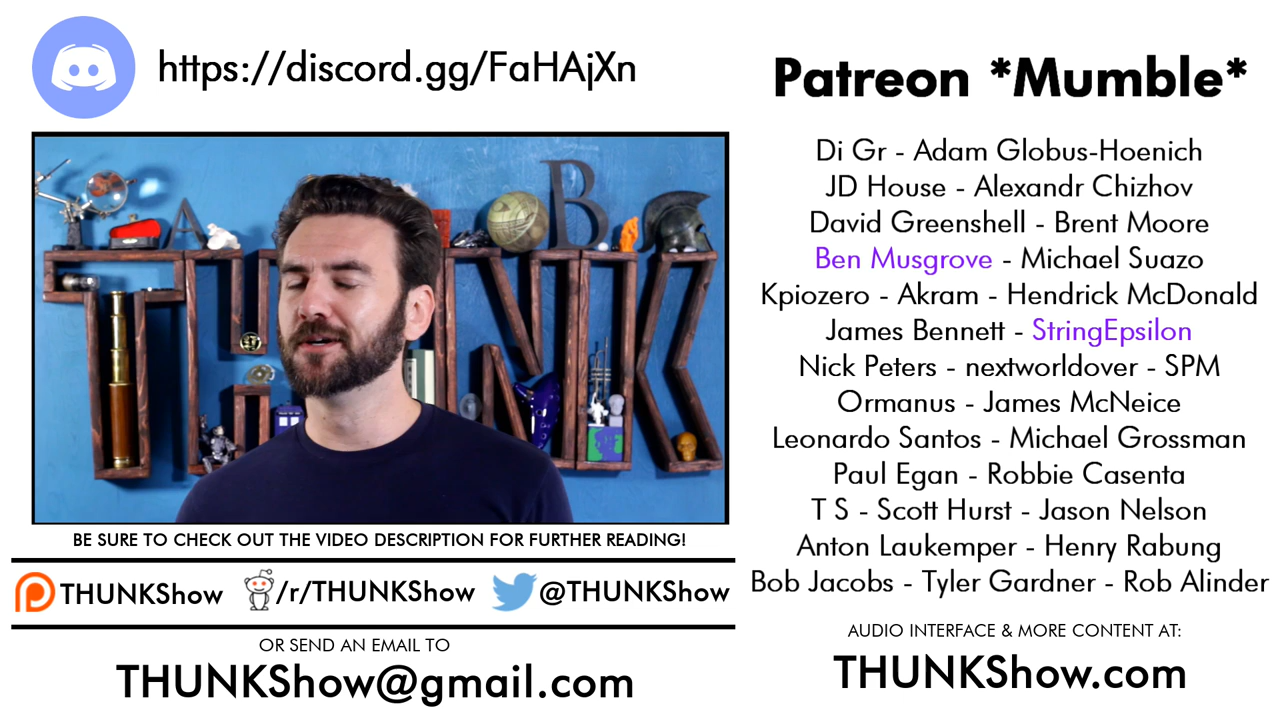 https://discord.gg/FaHAjXn
Patreon *Mumble*
Di Gr - Adam Globus-Hoenich
JD House - Alexandr Chizhov
David Greenshell - Brent Moore
Ben Musgrove - Michael Suazo
Kpiozero - Akram - Hendrick McDonald
James Bennett - StringEpsilon
Nick Peters - nextworldover - SPM
Ormanus - James McNeice
Leonardo Santos - Michael Grossman
Paul Egan - Robbie Casenta
T S - Scott Hurst - Jason Nelson
Anton Laukemper - Henry Rabung
Bob Jacobs - Tyler Gardner - Rob Alinder
AUDIO INTERFACE & MORE CONTENT AT:
THUNKShow.com
A
B
THUNK
BE SURE TO CHECK OUT THE VIDEO DESCRIPTION FOR FURTHER READING!
THUNKShow
/r/THUNKShow
@THUNKShow
OR SEND AN EMAIL TO
THUNKShow@gmail.com